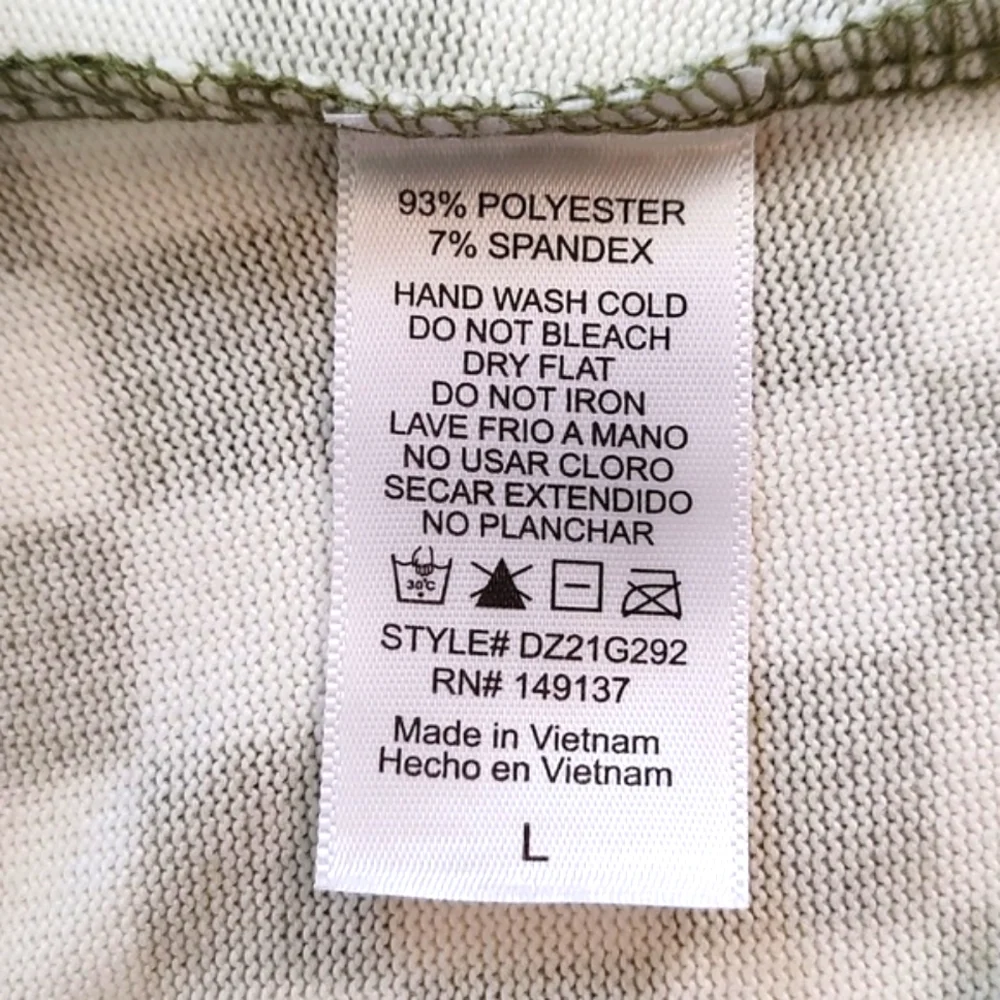 93% POLYESTER
7% SPANDEX
HAND WASH COLD
DO NOT BLEACH
DRY FLAT
DO NOT IRON
LAVE FRIO A MANO
NO USAR CLORO
SECAR EXTENDIDO
NO PLANCHAR
30°C
STYLE# DZ21G292
RN# 149137
Made in Vietnam
Hecho en Vietnam
L